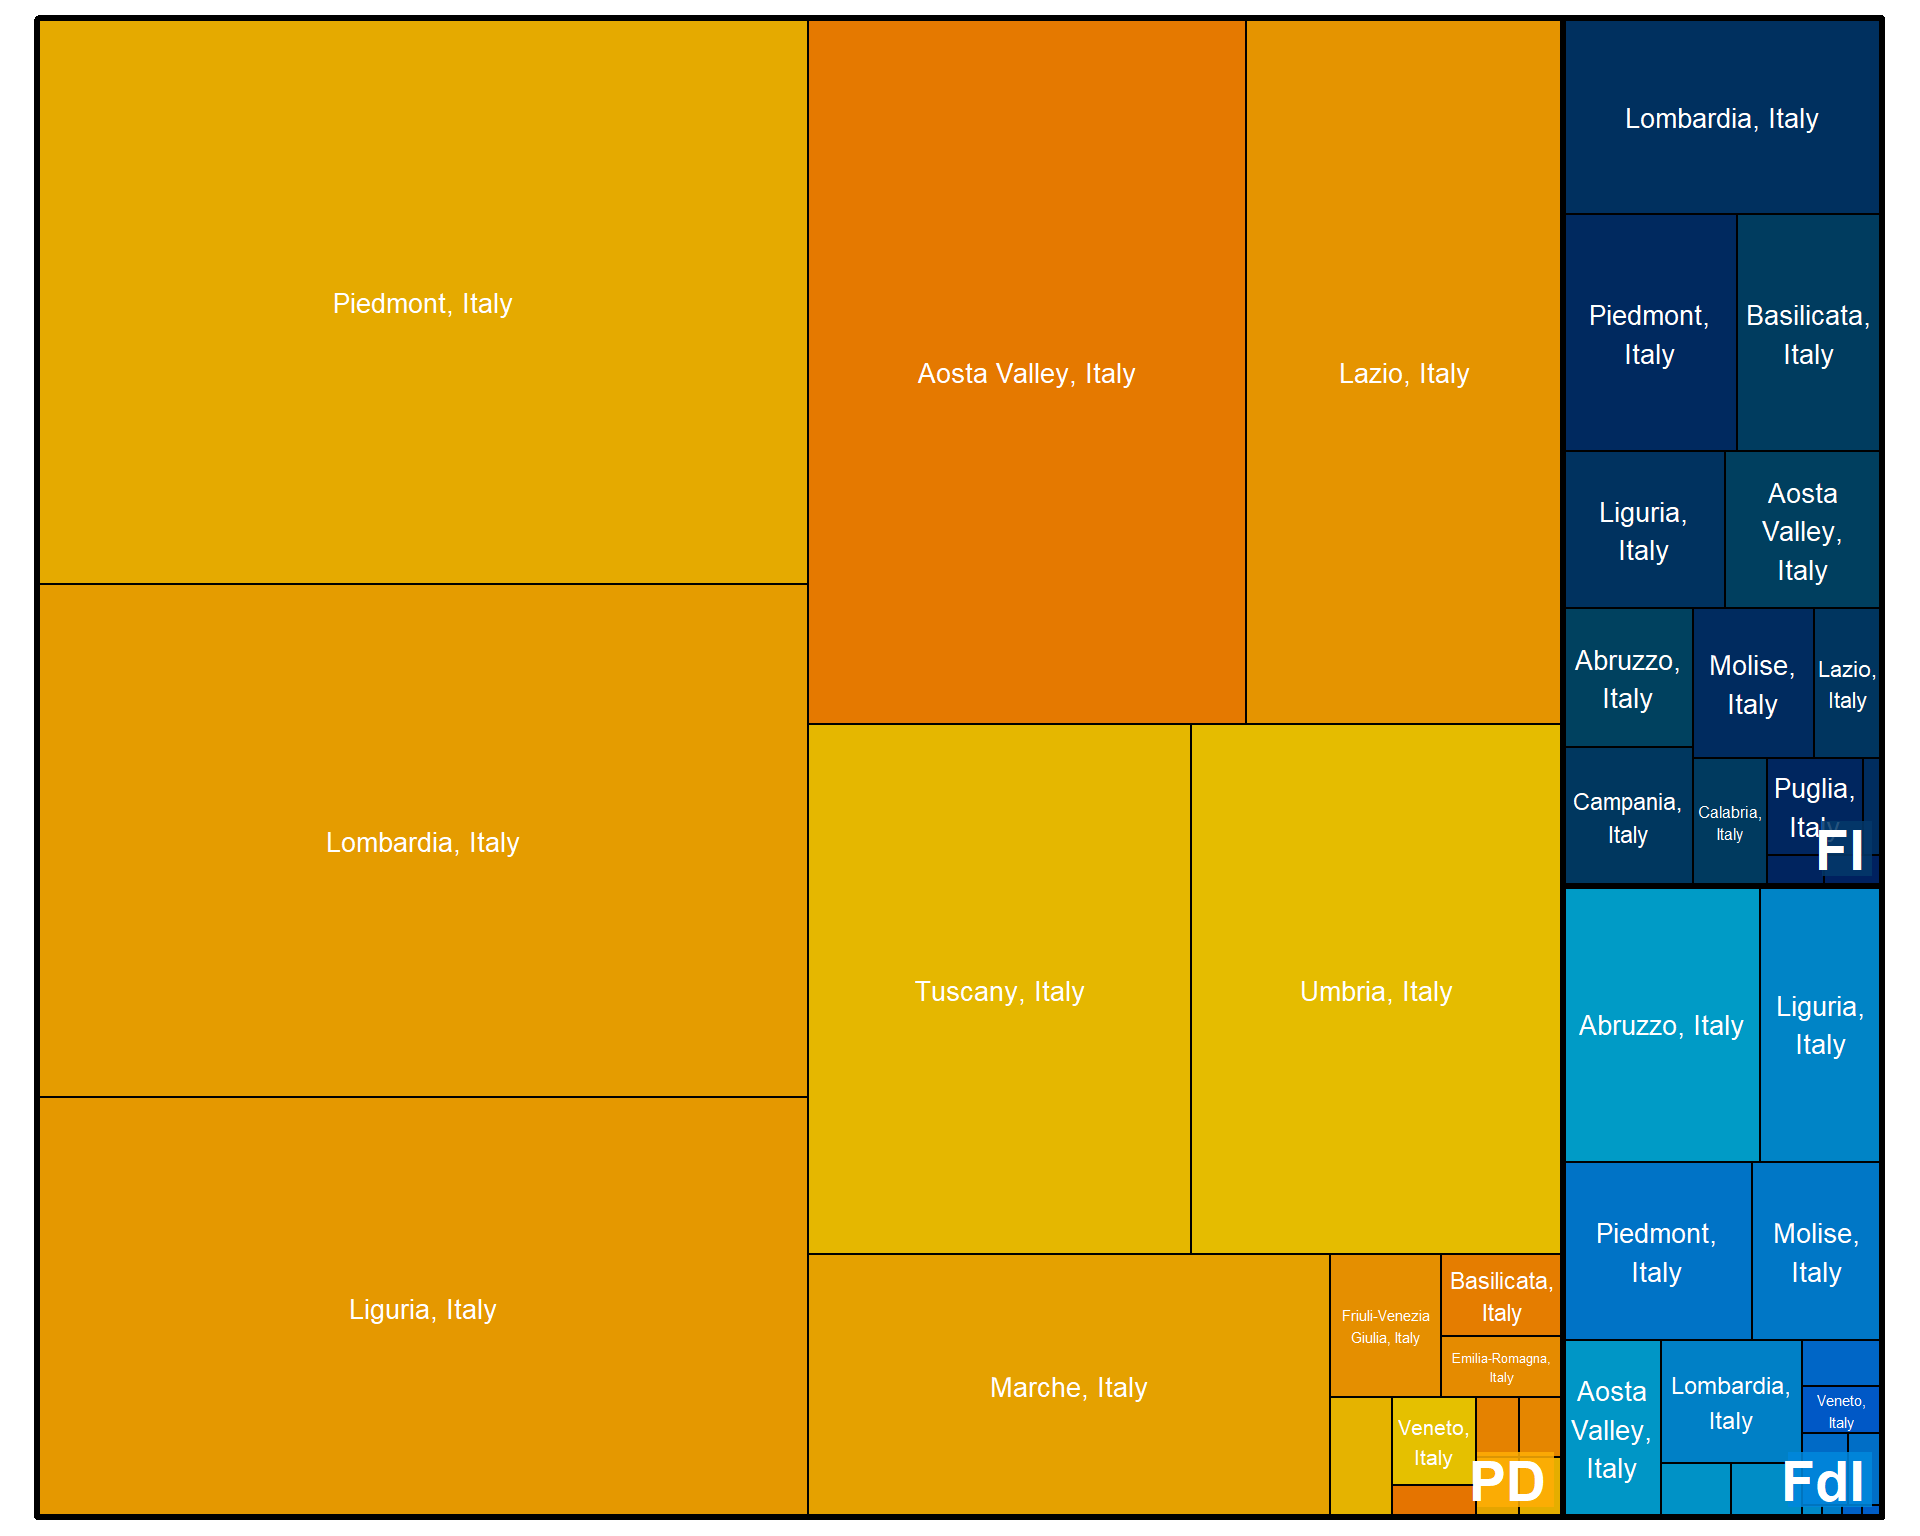 Piedmont, Italy
Lombardia, Italy
Liguria, Italy
Aosta Valley, Italy
Lazio, Italy
Tuscany, Italy
Umbria, Italy
Marche, Italy
Friuli-Venezia
Giulia, Italy
Basilicata,
Italy
Emilia-Romagna,
Italy
Veneto,
Italy
PD
Lombardia, Italy
Piedmont,
Italy
Basilicata,
Italy
Liguria,
Italy
Aosta
Valley,
Italy
Abruzzo,
Italy
Molise,
Italy
Lazio,
Italy
Campania,
Italy
Calabria,
Italy
Puglia,
Italy
FI
Abruzzo, Italy
Liguria,
Italy
Piedmont,
Italy
Molise,
Italy
Aosta
Valley,
Italy
Lombardia,
Italy
Veneto,
Italy
FdI